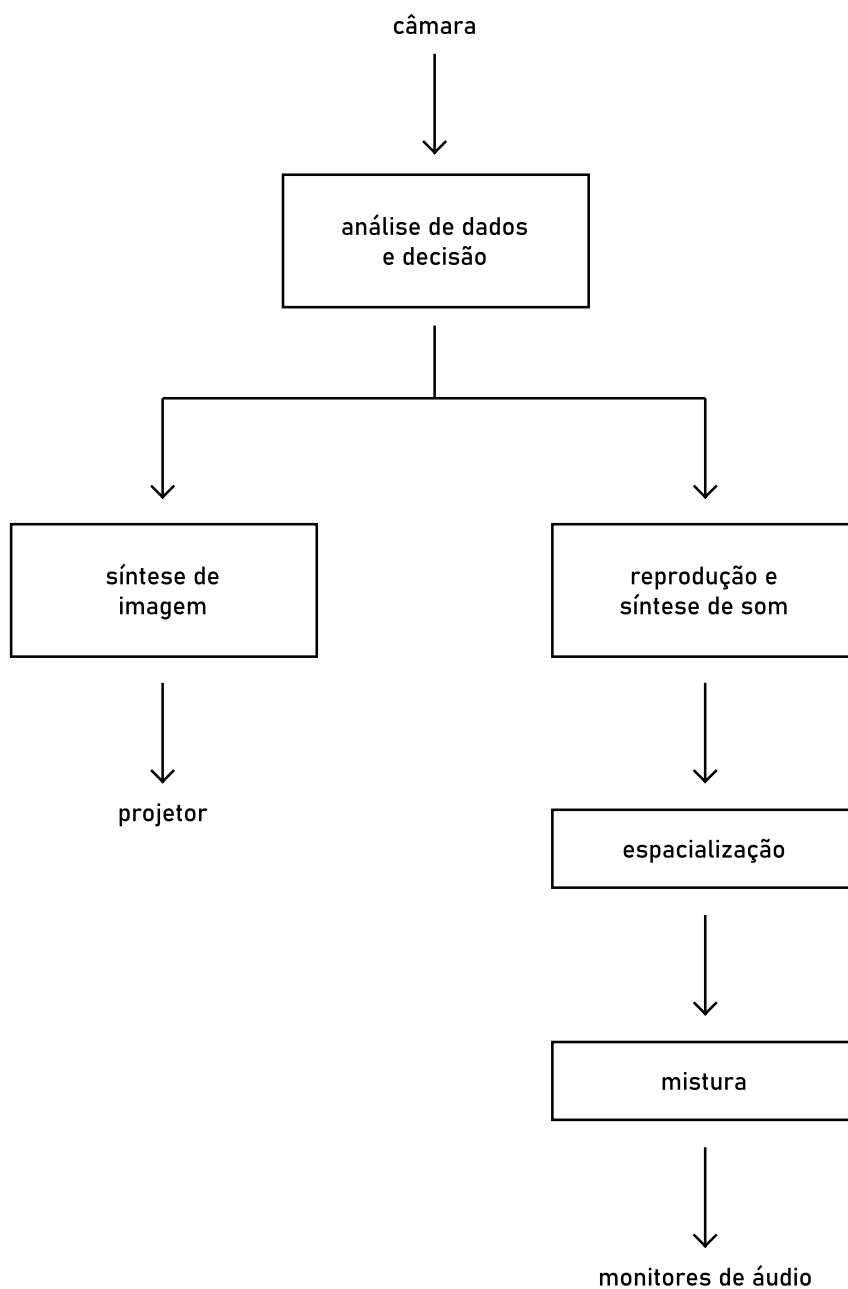 câmara
análise de dados
e decisão
síntese de
imagem
reprodução e
síntese de som
projetor
espacialização
mistura
monitores de áudio